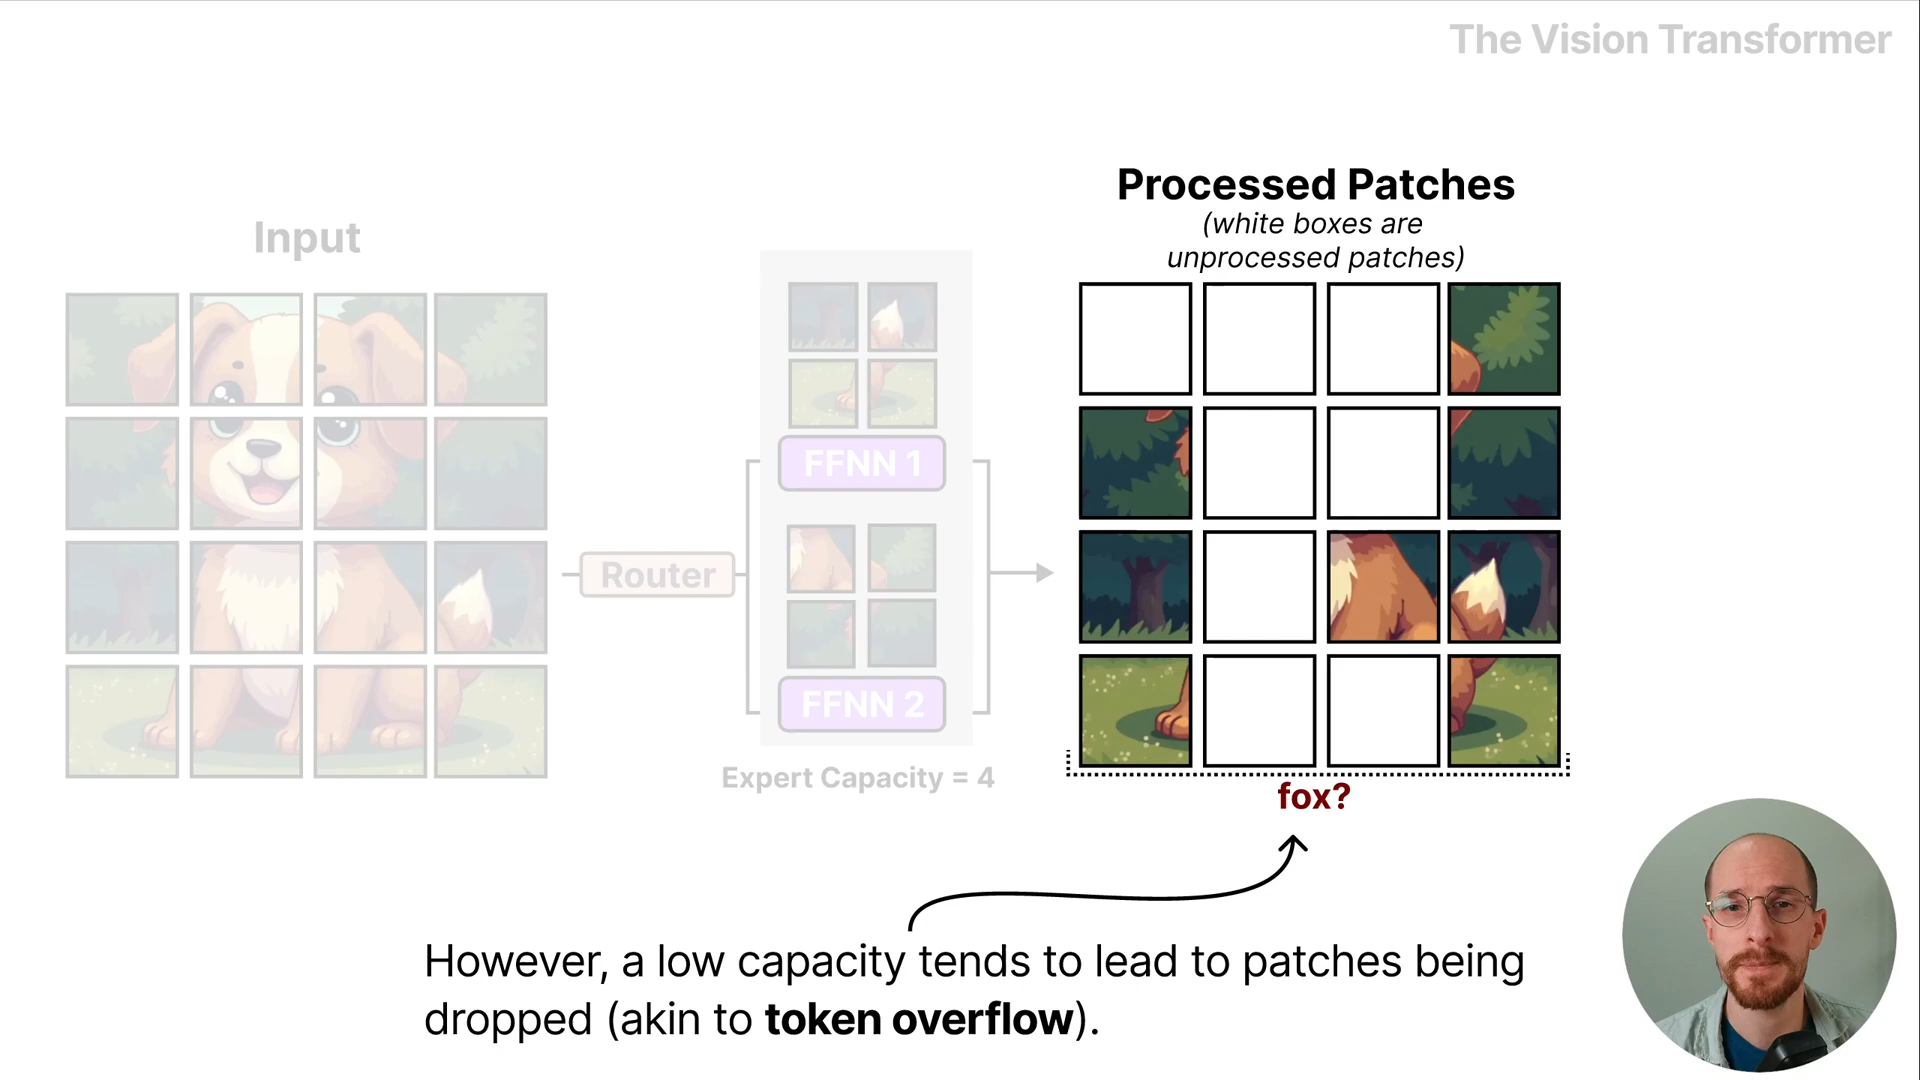 The Vision Transformer
Processed Patches
(white boxes are
unprocessed patches)
Input
FFNN 1
Router
FFNN 2
Expert Capacity = 4
fox?
However, a low capacity tends to lead to patches being
dropped (akin to token overflow).